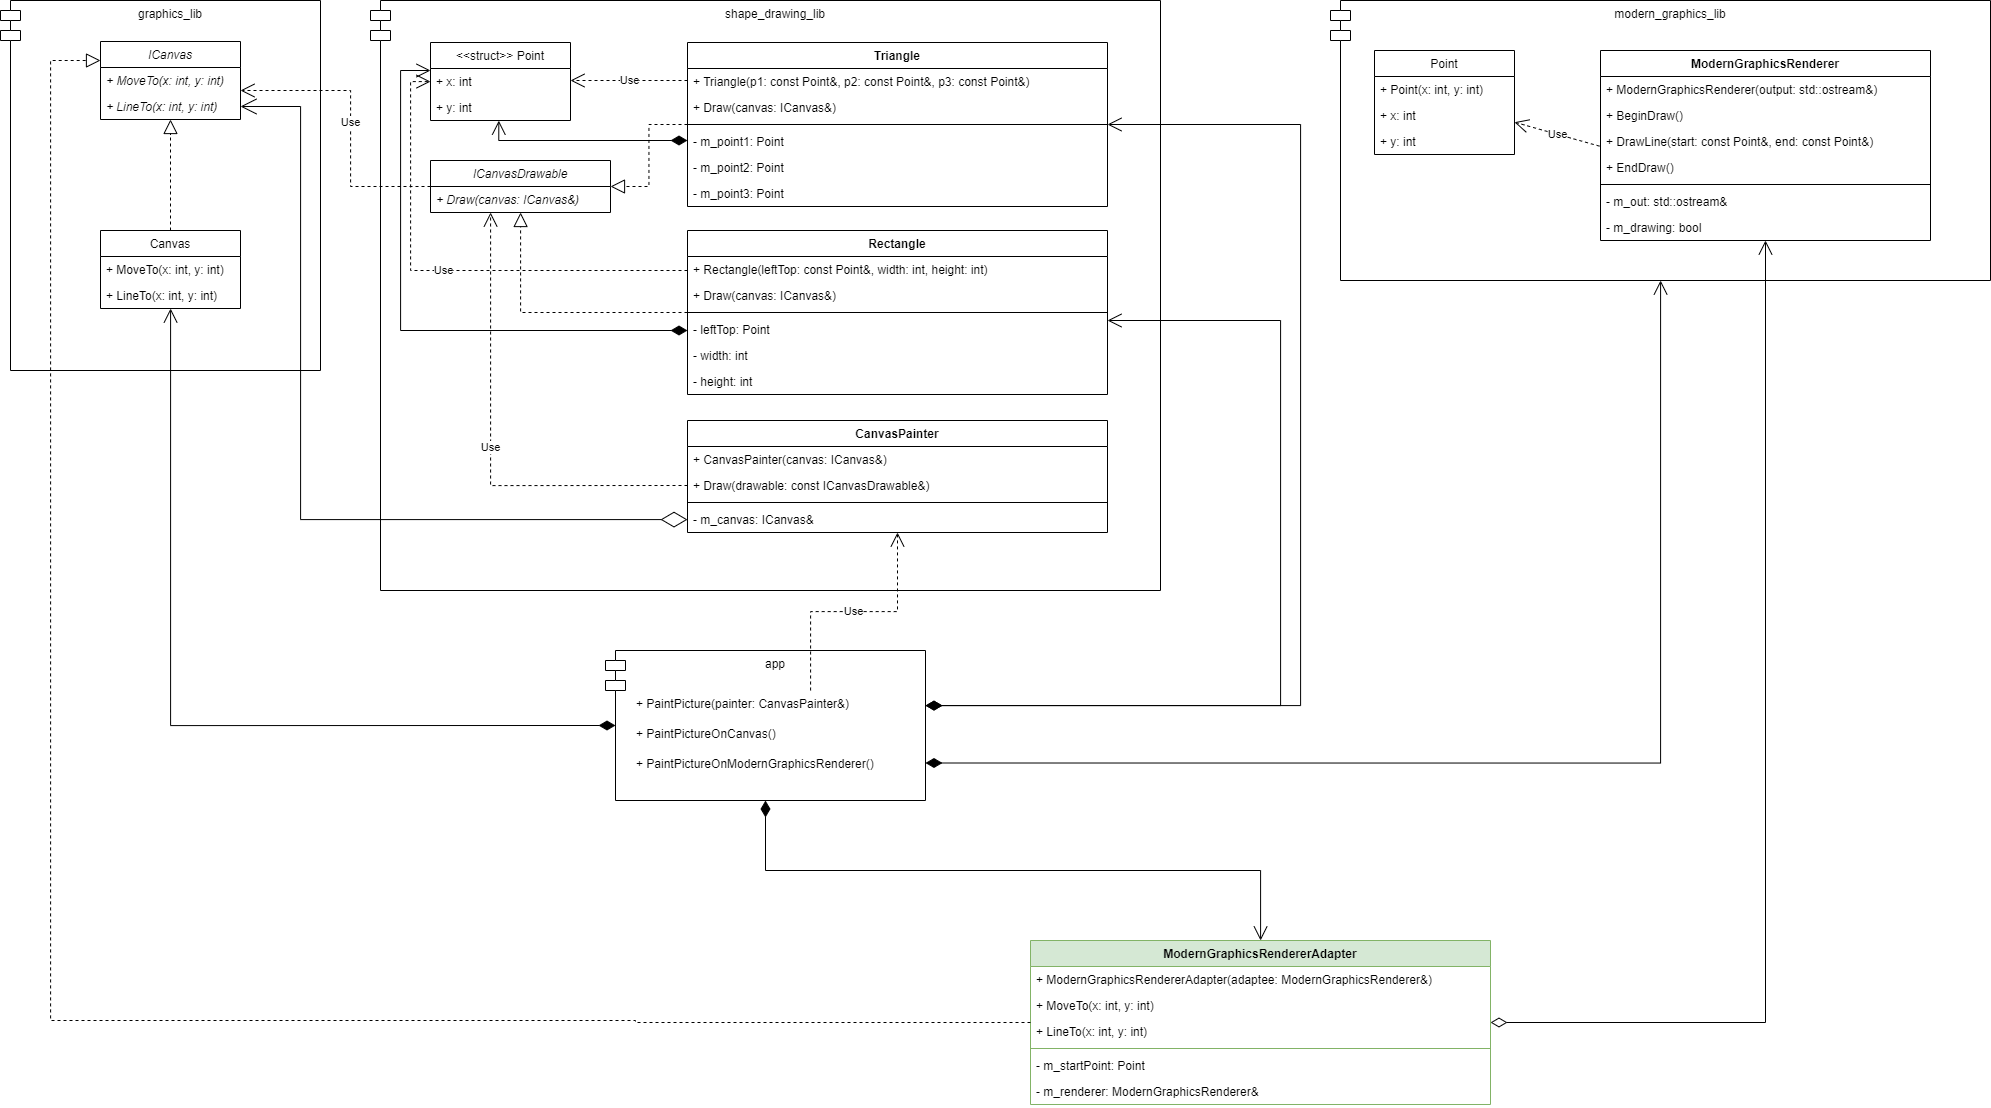 graphics_lib
ICanvas
+ MoveTo(x: int, y: int)
+ LineTo(x: int, y: int)
Canvas
+ MoveTo(x: int, y: int)
+ LineTo(x: int, y: int)
shape_drawing_lib
<<struct>> Point
+ x: int
+ y: int
Use
Use
ICanvasDrawable
+ Draw(canvas: ICanvas&)
Triangle
+ Triangle(p1: const Point&, p2: const Point&, p3: const Point&)
+ Draw(canvas: ICanvas&)
- m_point1: Point
- m_point2: Point
- m_point3: Point
Use
Rectangle
+ Rectangle(leftTop: const Point&, width: int, height: int)
+ Draw(canvas: ICanvas&)
- leftTop: Point
- width: int
- height: int
Use
CanvasPainter
+ CanvasPainter(canvas: ICanvas&)
+ Draw(drawable: const ICanvasDrawable&)
- m_canvas: ICanvas&
modern_graphics_lib
Point
+ Point(x: int, y: int)
+ x: int
+ y: int
Use
ModernGraphicsRenderer
+ ModernGraphicsRenderer(output: std::ostream&)
+ BeginDraw()
+ DrawLine(start: const Point&, end: const Point&)
+ EndDraw()
- m_out: std::ostream&
- m_drawing: bool
Use
app
+ PaintPicture(painter: CanvasPainter&)
+ PaintPictureOnCanvas()
+ PaintPictureOnModernGraphicsRenderer()
ModernGraphicsRendererAdapter
+ ModernGraphicsRendererAdapter(adaptee: ModernGraphicsRenderer&)
+ MoveTo(x: int, y: int)
+ LineTo(x: int, y: int)
- m_startPoint: Point
- m_renderer: ModernGraphicsRenderer&